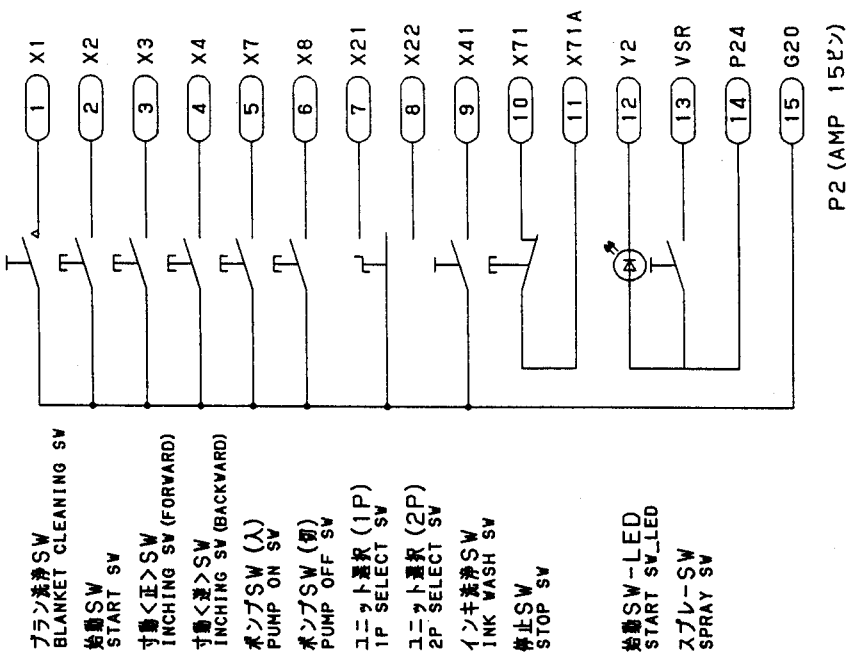 1 X1
2 X2
3 X3
4 X4
5 X7
6 X8
7 X21
8 X22
9 X41
10 X71
11 X71A
12 Y2
13 VSR
14 P24
15 G20
P2 (AMP 15ピン)
ブラン洗浄SW
BLANKET CLEANING SW
始動SW
START SW
寸動<正>SW
INCHING SW (FORWARD)
寸動<逆>SW
INCHING SW (BACKWARD)
ポンプSW (入)
PUMP ON SW
ポンプSW (切)
PUMP OFF SW
ユニット選択 (1P)
1P SELECT SW
ユニット選択 (2P)
2P SELECT SW
インキ洗浄SW
INK WASH SW
停止SW
STOP SW
始動SW-LED
START SW_LED
スプレーSW
SPRAY SW